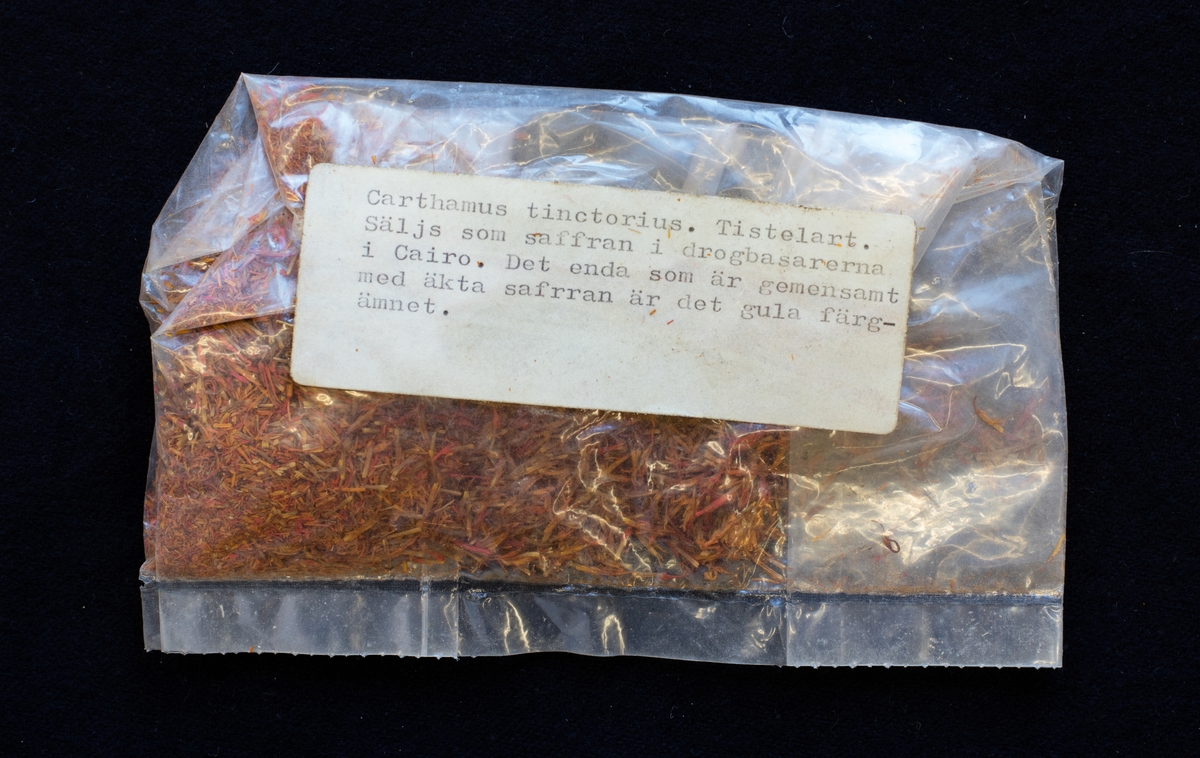 Carthamus tinctorius. Tistelart.
Säljs som saffran i drogbasarerna
i Cairo. Det enda som är gemensamt
med äkta safrran är det gula färg-
ämnet.